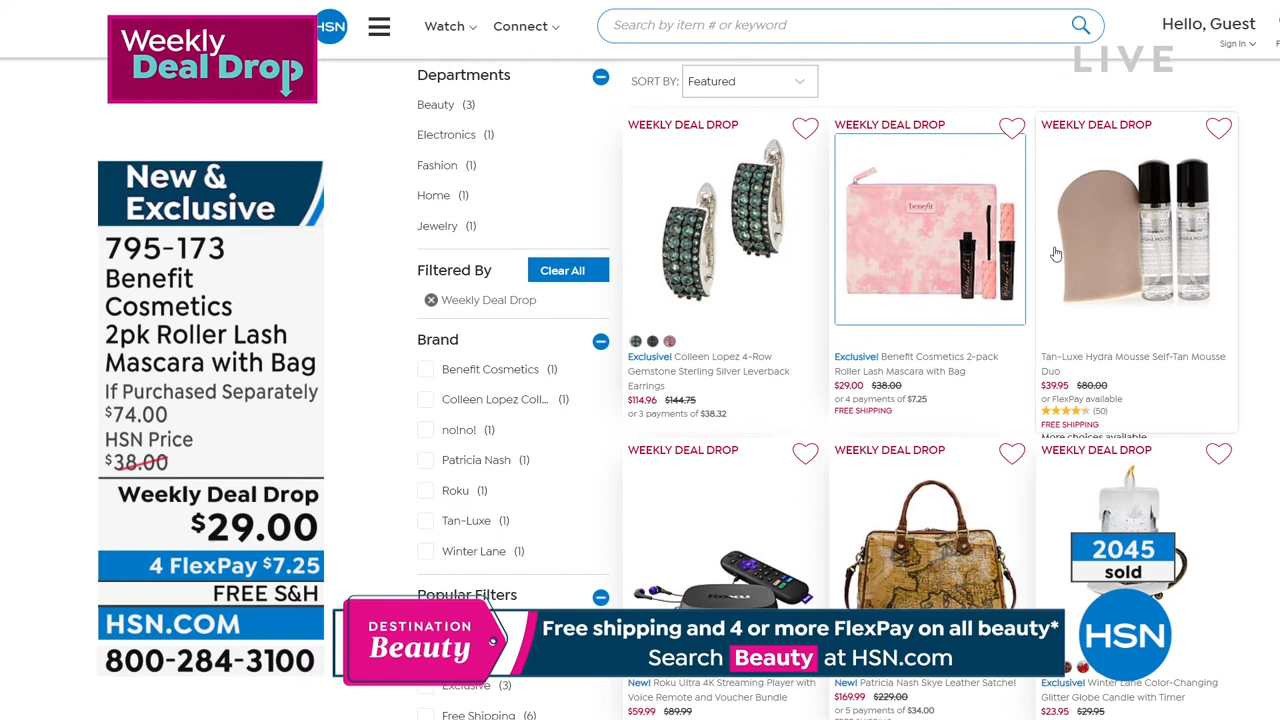 Weekly
Deal Drop
HSN
Watch
Connect
Search by item # or keyword
Hello, Guest
Sign In
LIVE
New &
Exclusive
795-173
Benefit
Cosmetics
2pk Roller Lash
Mascara with Bag
If Purchased Separately
$74.00
HSN Price
$38.00
Weekly Deal Drop
$29.00
4 FlexPay $7.25
FREE S&H
HSN.COM
800-284-3100
Departments
Beauty (3)
Electronics (1)
Fashion (1)
Home (1)
Jewelry (1)
Filtered By
Clear All
Weekly Deal Drop
Brand
Benefit Cosmetics (1)
Colleen Lopez Coll... (1)
no!no! (1)
Patricia Nash (1)
Roku (1)
Tan-Luxe (1)
Winter Lane (1)
Popular Filters
Exclusive (3)
Free Shipping (6)
SORT BY: Featured
WEEKLY DEAL DROP
Exclusive! Colleen Lopez 4-Row
Gemstone Sterling Silver Leverback
Earrings
$114.96 $144.75
or 3 payments of $38.32
WEEKLY DEAL DROP
benefit
Exclusive! Benefit Cosmetics 2-pack
Roller Lash Mascara with Bag
$29.00 $38.00
or 4 payments of $7.25
FREE SHIPPING
WEEKLY DEAL DROP
Tan-Luxe Hydra Mousse Self-Tan Mousse
Duo
$39.95 $80.00
or FlexPay available
(50)
FREE SHIPPING
More choices available
WEEKLY DEAL DROP
Roku
New! Roku Ultra 4K Streaming Player with
Voice Remote and Voucher Bundle
$59.99 $89.99
WEEKLY DEAL DROP
New! Patricia Nash Skye Leather Satchel
$169.99 $229.00
or 5 payments of $34.00
WEEKLY DEAL DROP
2045
sold
Exclusive! Winter Lane Color-Changing
Glitter Globe Candle with Timer
$23.95 $29.95
DESTINATION
Beauty
Free shipping and 4 or more FlexPay on all beauty*
Search Beauty at HSN.com
HSN